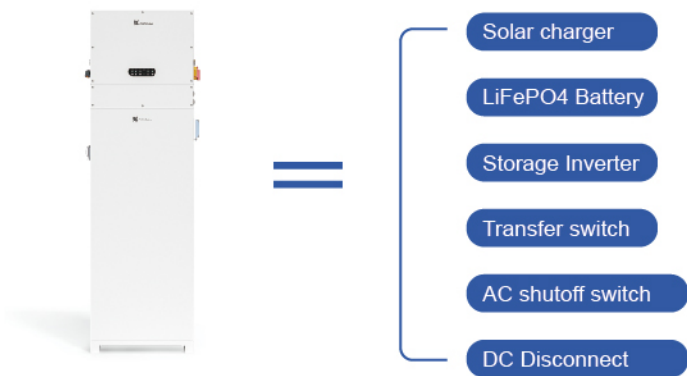 Solar charger
LiFePO4 Battery
Storage Inverter
Transfer switch
AC shutoff switch
DC Disconnect